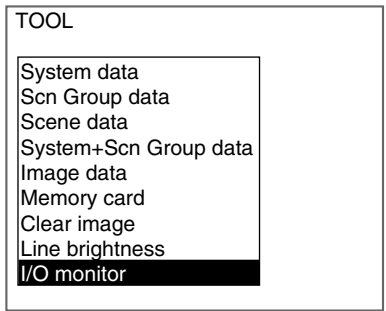 TOOL
System data
Scn Group data
Scene data
System+Scn Group data
Image data
Memory card
Clear image
Line brightness
I/O monitor